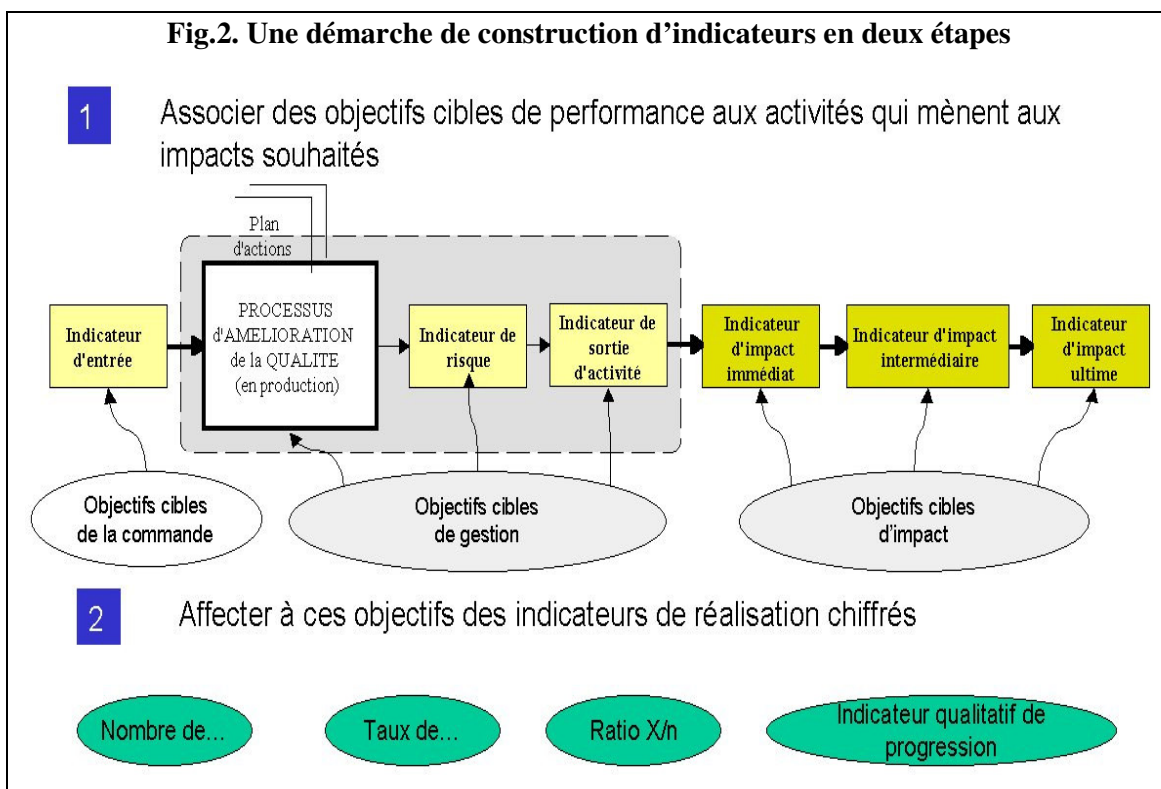 Fig.2. Une démarche de construction d’indicateurs en deux étapes
1
Associer des objectifs cibles de performance aux activités qui mènent aux
impacts souhaités
Plan
d'actions
Indicateur
d'entrée
PROCESSUS
d'AMELIORATION
de la QUALITE
(en production)
Indicateur de
risque
Indicateur de
sortie
d'activité
Indicateur
d'impact
immédiat
Indicateur d'impact
intermédiaire
Indicateur
d'impact
ultime
Objectifs cibles
de la commande
Objectifs cibles
de gestion
Objectifs cibles
d'impact
2
Affecter à ces objectifs des indicateurs de réalisation chiffrés
Nombre de...
Taux de...
Ratio X/n
Indicateur qualitatif de
progression